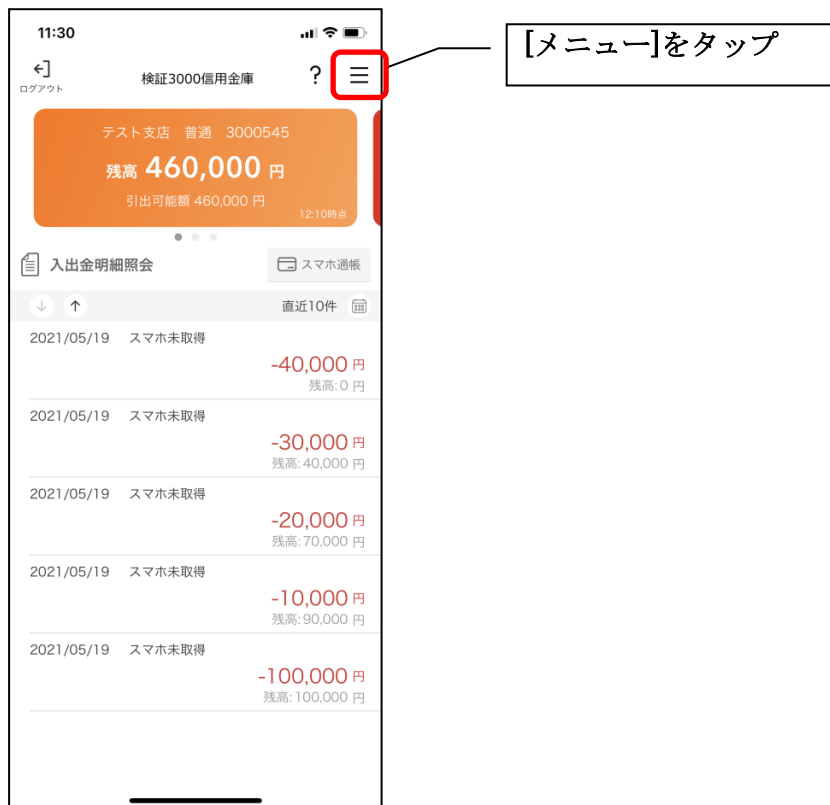 11:30
ログアウト
検証3000信用金庫
?
[メニュー]をタップ
テスト支店 普通 3000545
残高 460,000 円
引出可能額 460,000 円
12:10時点
入出金明細照会
スマホ通帳
直近10件
2021/05/19 スマホ未取得
-40,000 円
残高:0 円
2021/05/19 スマホ未取得
-30,000 円
残高:40,000 円
2021/05/19 スマホ未取得
-20,000 円
残高:70,000 円
2021/05/19 スマホ未取得
-10,000 円
残高:90,000 円
2021/05/19 スマホ未取得
-100,000 円
残高:100,000 円